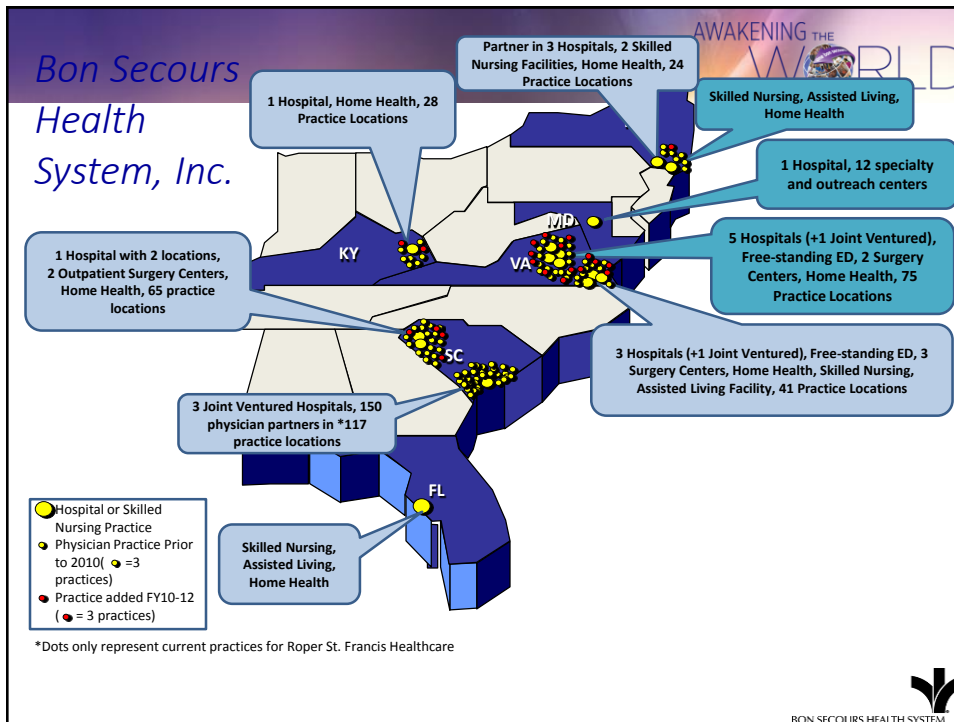 AWAKENING THE
WORLD
Bon Secours
Health
System, Inc.
Partner in 3 Hospitals, 2 Skilled
Nursing Facilities, Home Health, 24
Practice Locations
1 Hospital, Home Health, 28
Practice Locations
Skilled Nursing, Assisted Living,
Home Health
1 Hospital, 12 specialty
and outreach centers
MD
KY
VA
5 Hospitals (+1 Joint Ventured),
Free-standing ED, 2 Surgery
Centers, Home Health, 75
Practice Locations
1 Hospital with 2 locations,
2 Outpatient Surgery Centers,
Home Health, 65 practice
locations
SC
3 Hospitals (+1 Joint Ventured), Free-standing ED, 3
Surgery Centers, Home Health, Skilled Nursing,
Assisted Living Facility, 41 Practice Locations
3 Joint Ventured Hospitals, 150
physician partners in *117
practice locations
FL
Skilled Nursing,
Assisted Living,
Home Health
Hospital or Skilled
Nursing Practice
Physician Practice Prior
to 2010( =3
practices)
Practice added FY10-12
( = 3 practices)
*Dots only represent current practices for Roper St. Francis Healthcare
BON SECOURS HEALTH SYSTEM